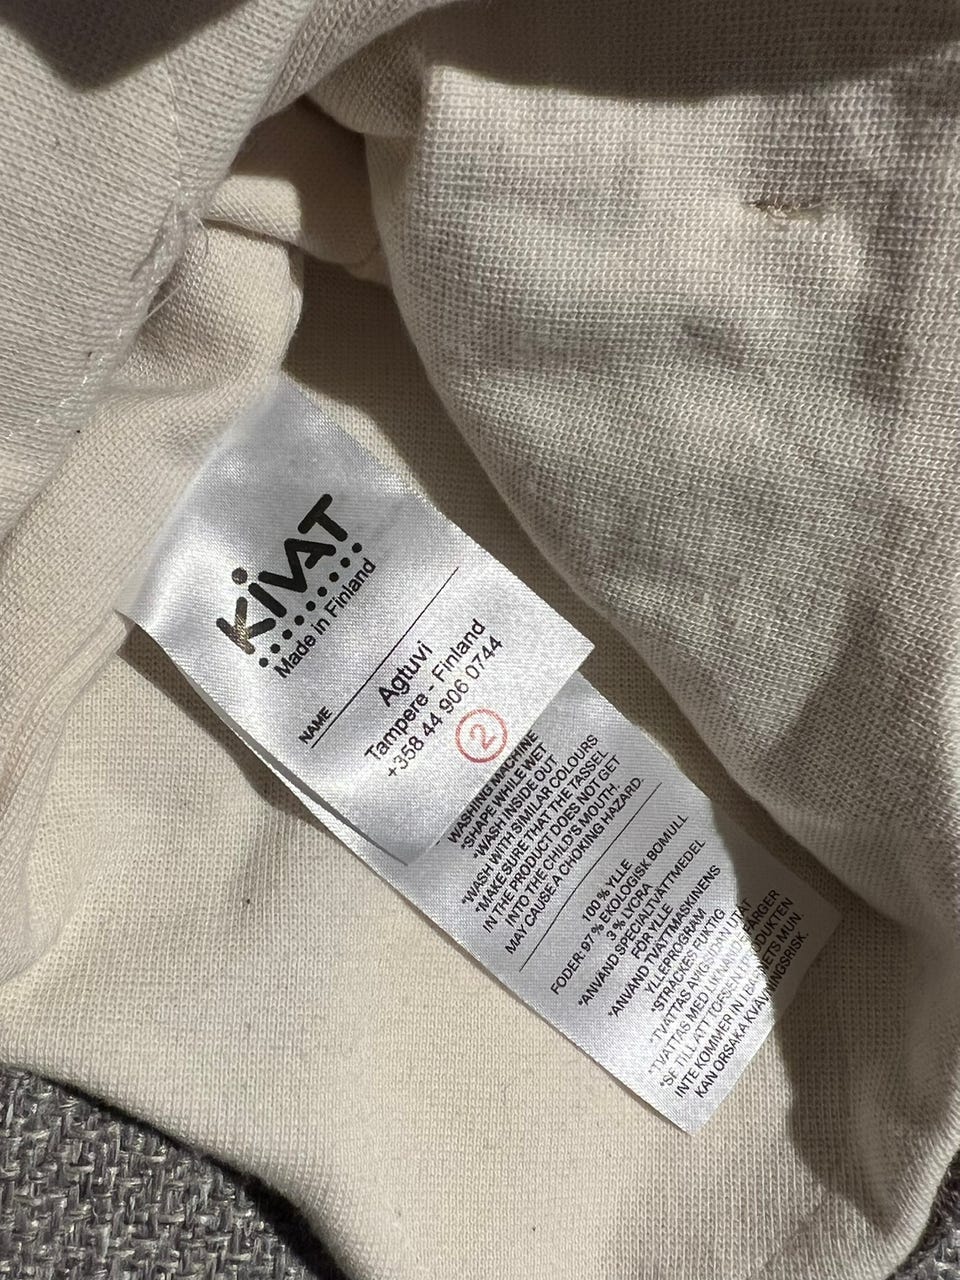 KiVAT
Made in Finland
NAME
Agtuvi
Tampere - Finland
+358 44 906 0744
2
WASHING MACHINE
*SHAPE WHILE WET
*WASH INSIDE OUT
*WASH WITH SIMILAR COLOURS
*MAKE SURE THAT THE TASSEL
IN THE PRODUCT DOES NOT GET
INTO THE CHILD'S MOUTH.
MAY CAUSE A CHOKING HAZARD.
100 % YLLE
FODER: 97 % EKOLOGISK BOMULL
3 % LYCRA
*ANVÄND SPECIALTVÄTTMEDEL
FÖR YLLE
*ANVÄND TVÄTTMASKINENS
YLLEPROGRAM
*STRÄCKES FUKTIG
*TVÄTTAS AVIGSIDAN UTÅT
*TVÄTTAS MED LIKNANDE FÄRGER
*SE TILL ATT TOFSEN I PRODUKTEN
INTE KOMMER IN I BARNETS MUN.
KAN ORSAKA KVÄVNINGSRISK.